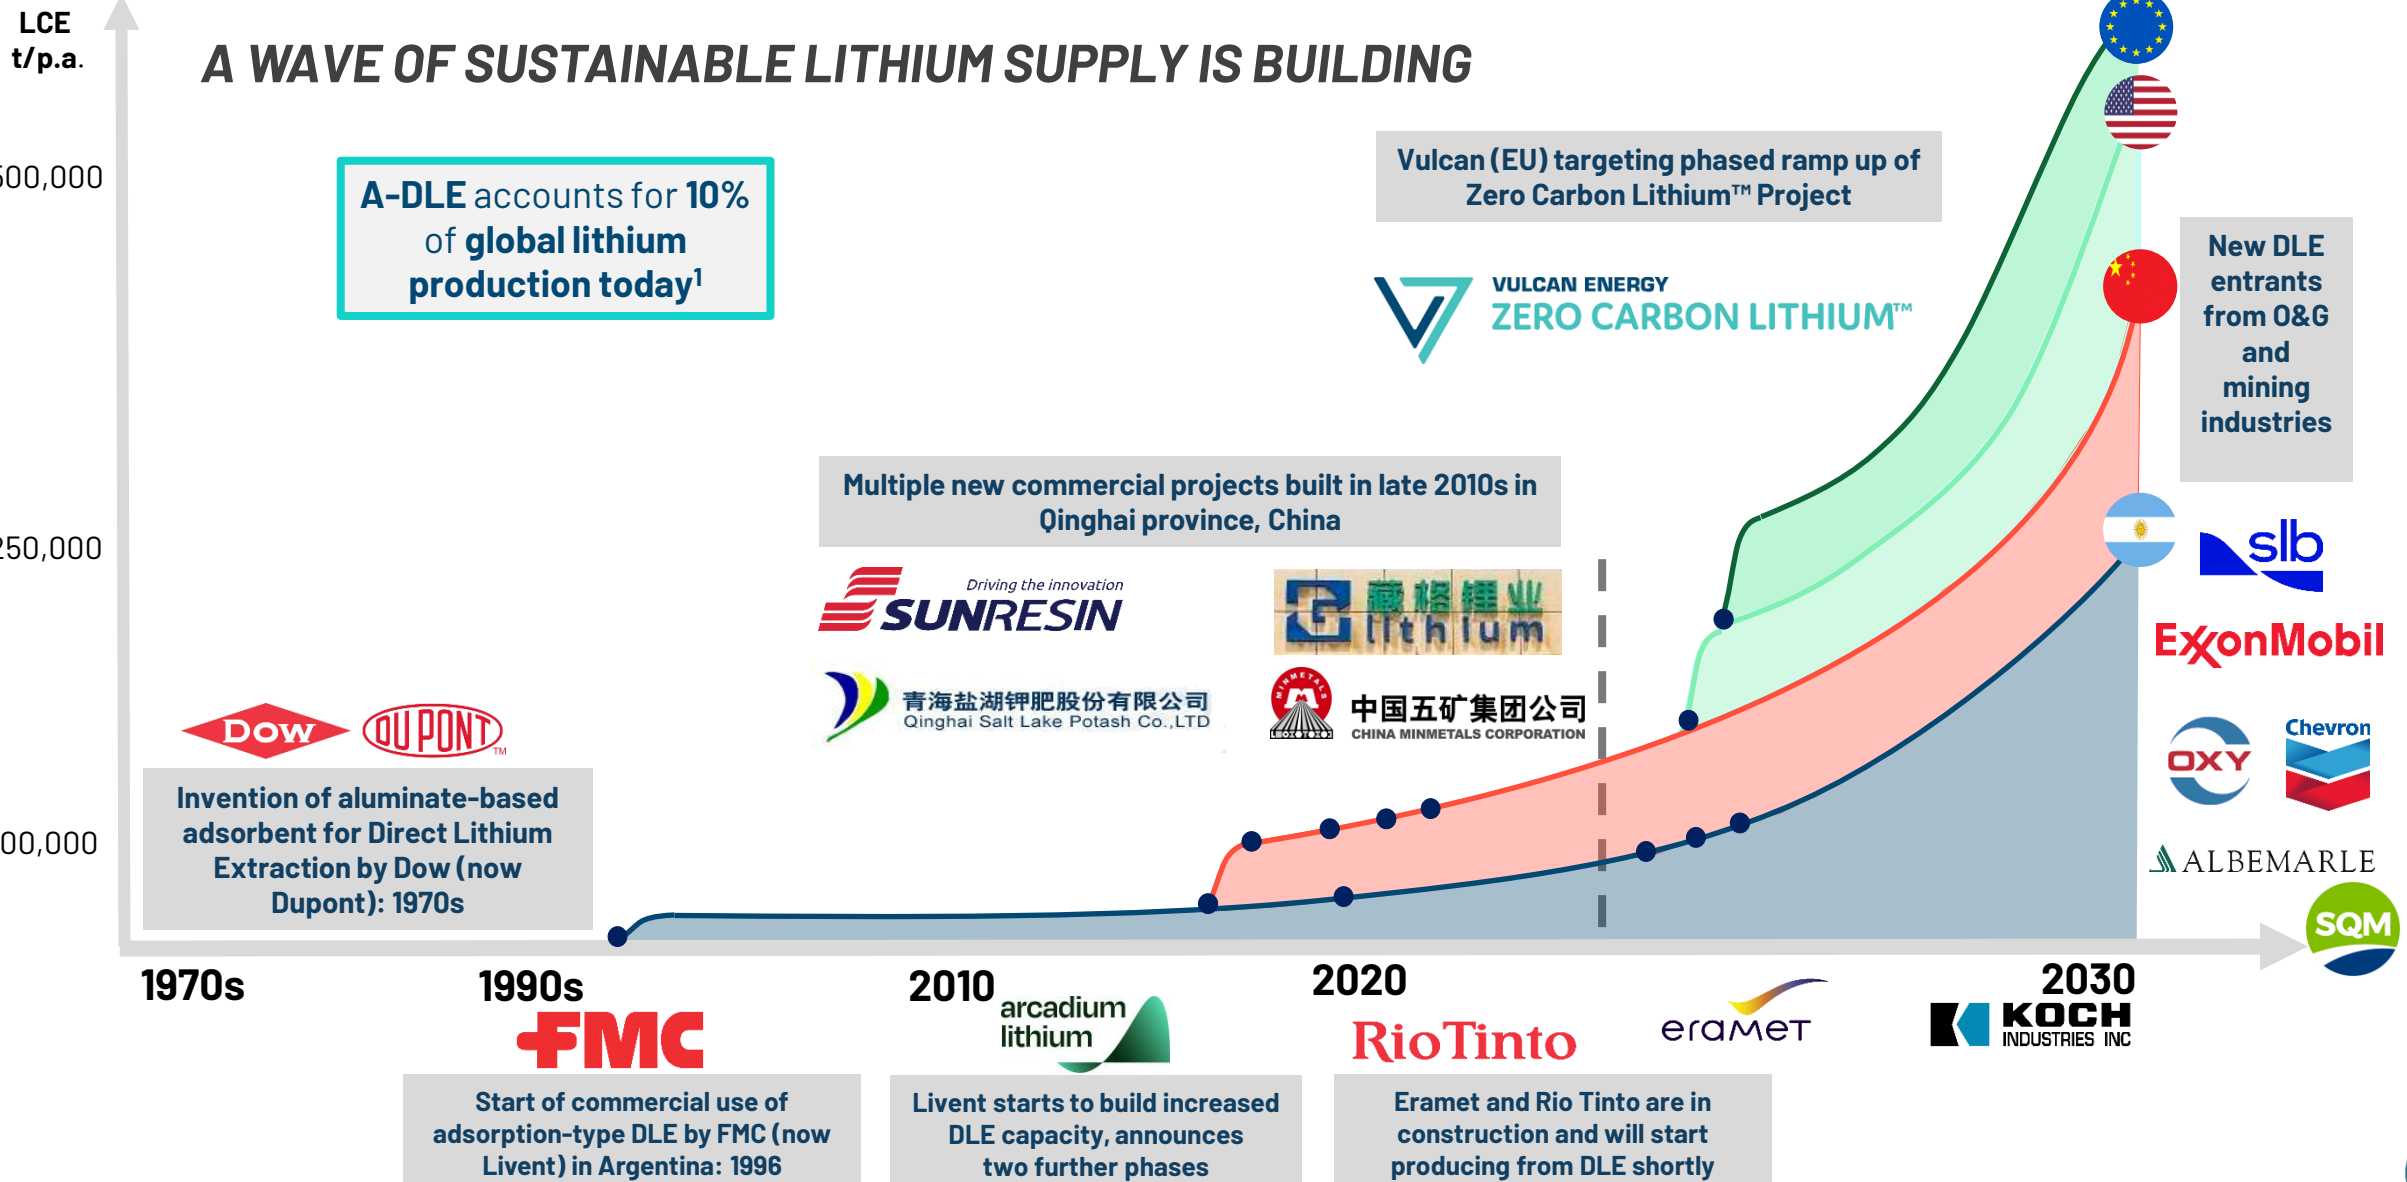 LCE
t/p.a.
A WAVE OF SUSTAINABLE LITHIUM SUPPLY IS BUILDING
500,000
A-DLE accounts for 10%
of global lithium
production today¹
Vulcan (EU) targeting phased ramp up of
Zero Carbon Lithium™ Project
VULCAN ENERGY
ZERO CARBON LITHIUM™
New DLE
entrants
from O&G
and
mining
industries
Multiple new commercial projects built in late 2010s in
Qinghai province, China
250,000
slb
Driving the innovation
SUNRESIN
藏格锂业
lithium
ExxonMobil
青海盐湖钾肥股份有限公司
Qinghai Salt Lake Potash Co.,LTD
MINMETALS
中国五矿集团公司
CHINA MINMETALS CORPORATION
DOW
DUPONT™
OXY
Chevron
Invention of aluminate-based
adsorbent for Direct Lithium
Extraction by Dow (now
Dupont): 1970s
00,000
ALBEMARLE
SQM
1970s
1990s
2010
2020
2030
FMC
arcadium
lithium
RioTinto
eramet
KOCH
INDUSTRIES INC
Start of commercial use of
adsorption-type DLE by FMC (now
Livent) in Argentina: 1996
Livent starts to build increased
DLE capacity, announces
two further phases
Eramet and Rio Tinto are in
construction and will start
producing from DLE shortly